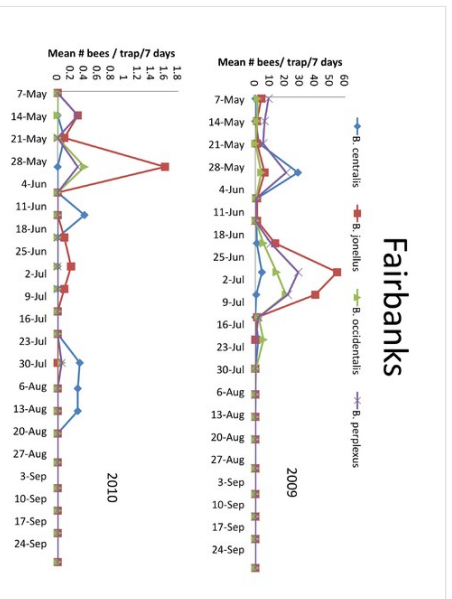 Fairbanks
B. centralis B. jonellus B. occidentalis B. perplexus
2009
Mean # bees / trap/7 days
60
50
40
30
20
10
0
7-May
14-May
21-May
28-May
4-Jun
11-Jun
18-Jun
25-Jun
2-Jul
9-Jul
16-Jul
23-Jul
30-Jul
6-Aug
13-Aug
20-Aug
27-Aug
3-Sep
10-Sep
17-Sep
24-Sep
2010
Mean # bees/ trap/7 days
1.8
1.6
1.4
1.2
1
0.8
0.6
0.4
0.2
0
7-May
14-May
21-May
28-May
4-Jun
11-Jun
18-Jun
25-Jun
2-Jul
9-Jul
16-Jul
23-Jul
30-Jul
6-Aug
13-Aug
20-Aug
27-Aug
3-Sep
10-Sep
17-Sep
24-Sep